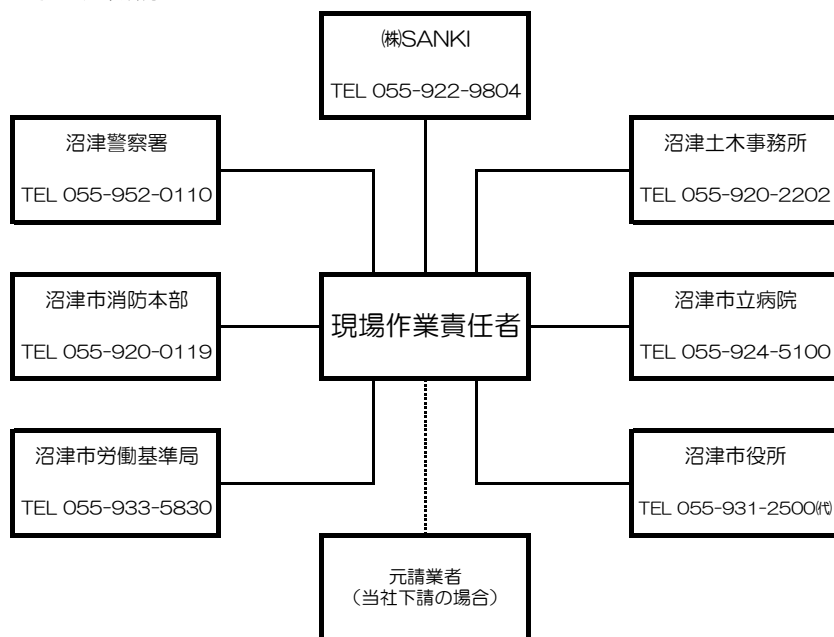 ㈱SANKI
TEL 055-922-9804
沼津警察署
TEL 055-952-0110
沼津土木事務所
TEL 055-920-2202
沼津市消防本部
TEL 055-920-0119
現場作業責任者
沼津市立病院
TEL 055-924-5100
沼津市労働基準局
TEL 055-933-5830
沼津市役所
TEL 055-931-2500㈹
元請業者
（当社下請の場合）